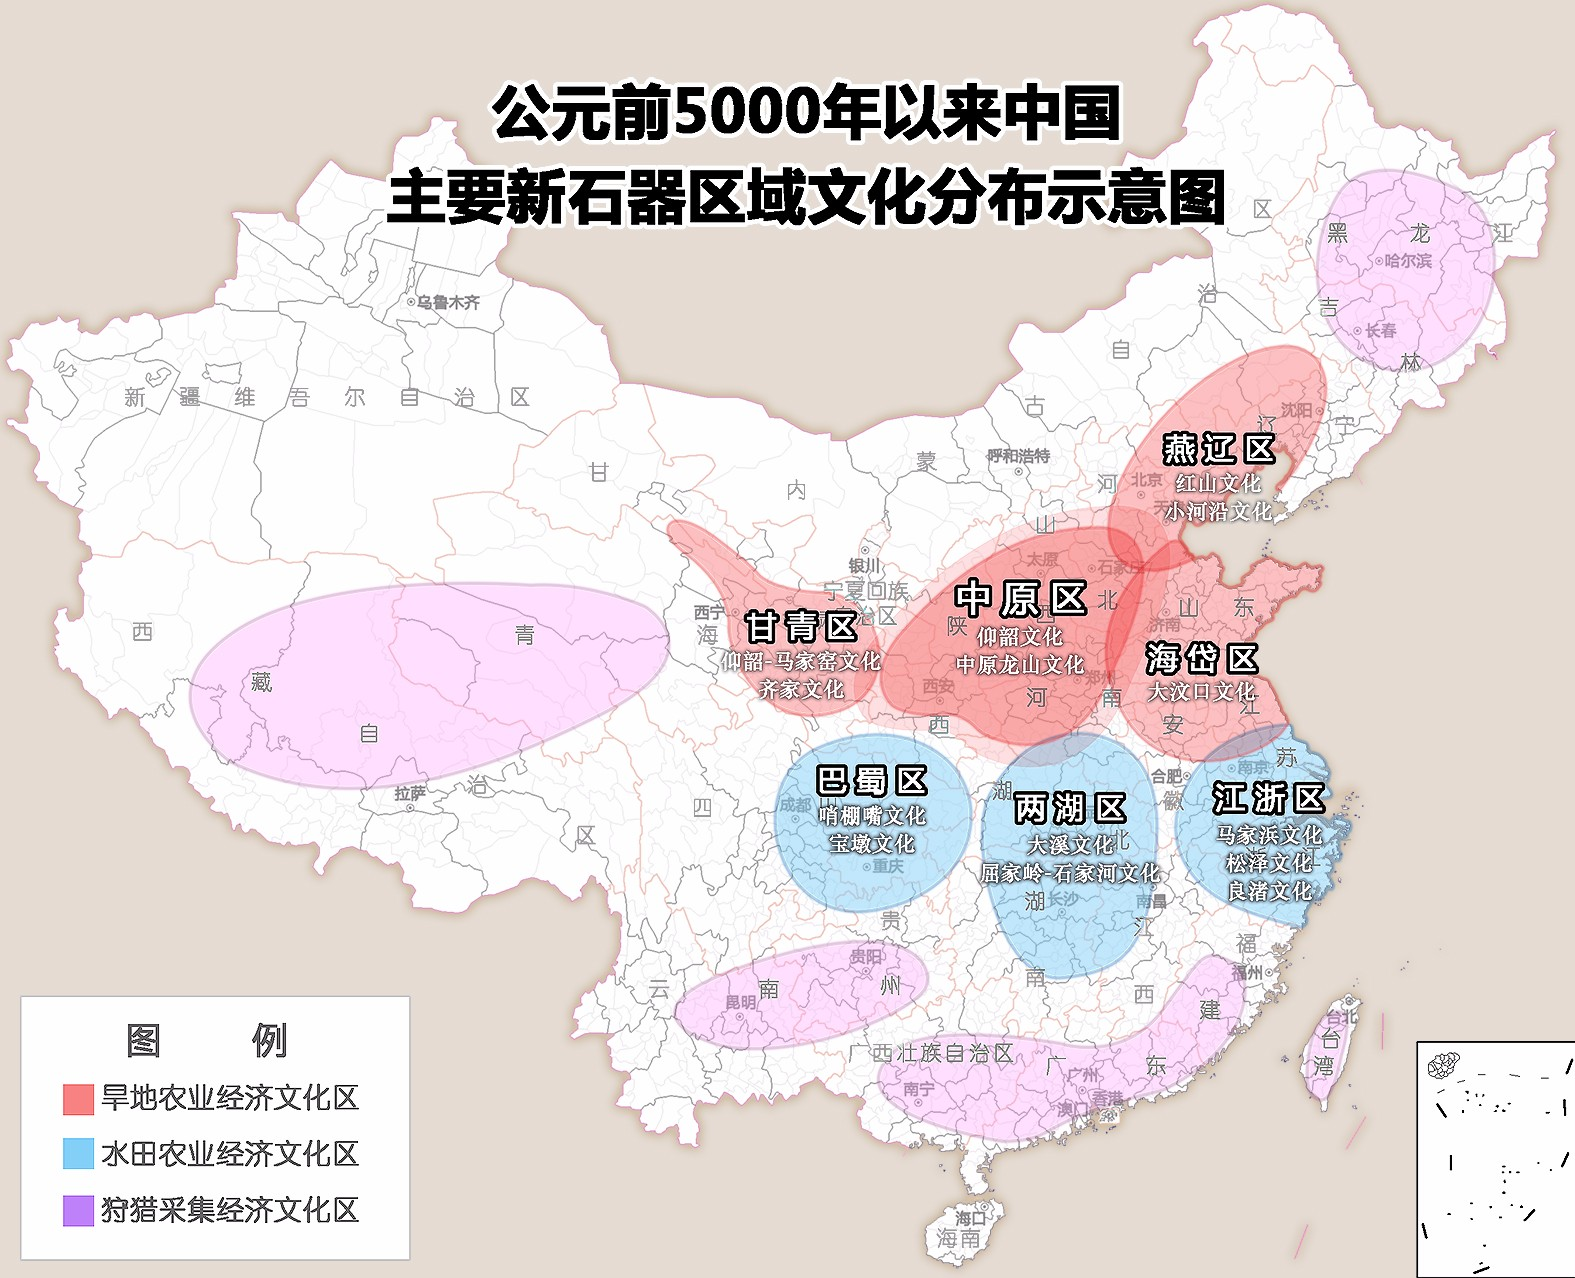 公元前5000年以来中国
主要新石器区域文化分布示意图
黑 龙 江
哈尔滨
吉 林
长春
辽 宁
沈阳
内 蒙 古 自 治 区
呼和浩特
新 疆 维 吾 尔 自 治 区
乌鲁木齐
甘
银川
宁夏回族
治区
西宁
青
海
西 藏 自 治 区
拉萨
燕辽区
红山文化
小河沿文化
河
北京
天
北
石家庄
山
太原
西
中原区
仰韶文化
中原龙山文化
陕
西
西安
河 南
郑州
甘青区
仰韶-马家窑文化
齐家文化
山 东
济南
海岱区
大汶口文化
江 苏
南京
安
徽
合肥
巴蜀区
哨棚嘴文化
宝墩文化
四
川
成都
重庆
两湖区
大溪文化
屈家岭-石家河文化
湖
北
湖
南
长沙
江浙区
马家浜文化
松泽文化
良渚文化
江
南昌
江
西
福
建
福州
贵
州
贵阳
云 南
昆明
广西壮族自治区
南宁
广 东
广州
香港
澳门
台北
台
湾
海口
海南
图 例
旱地农业经济文化区
水田农业经济文化区
狩猎采集经济文化区